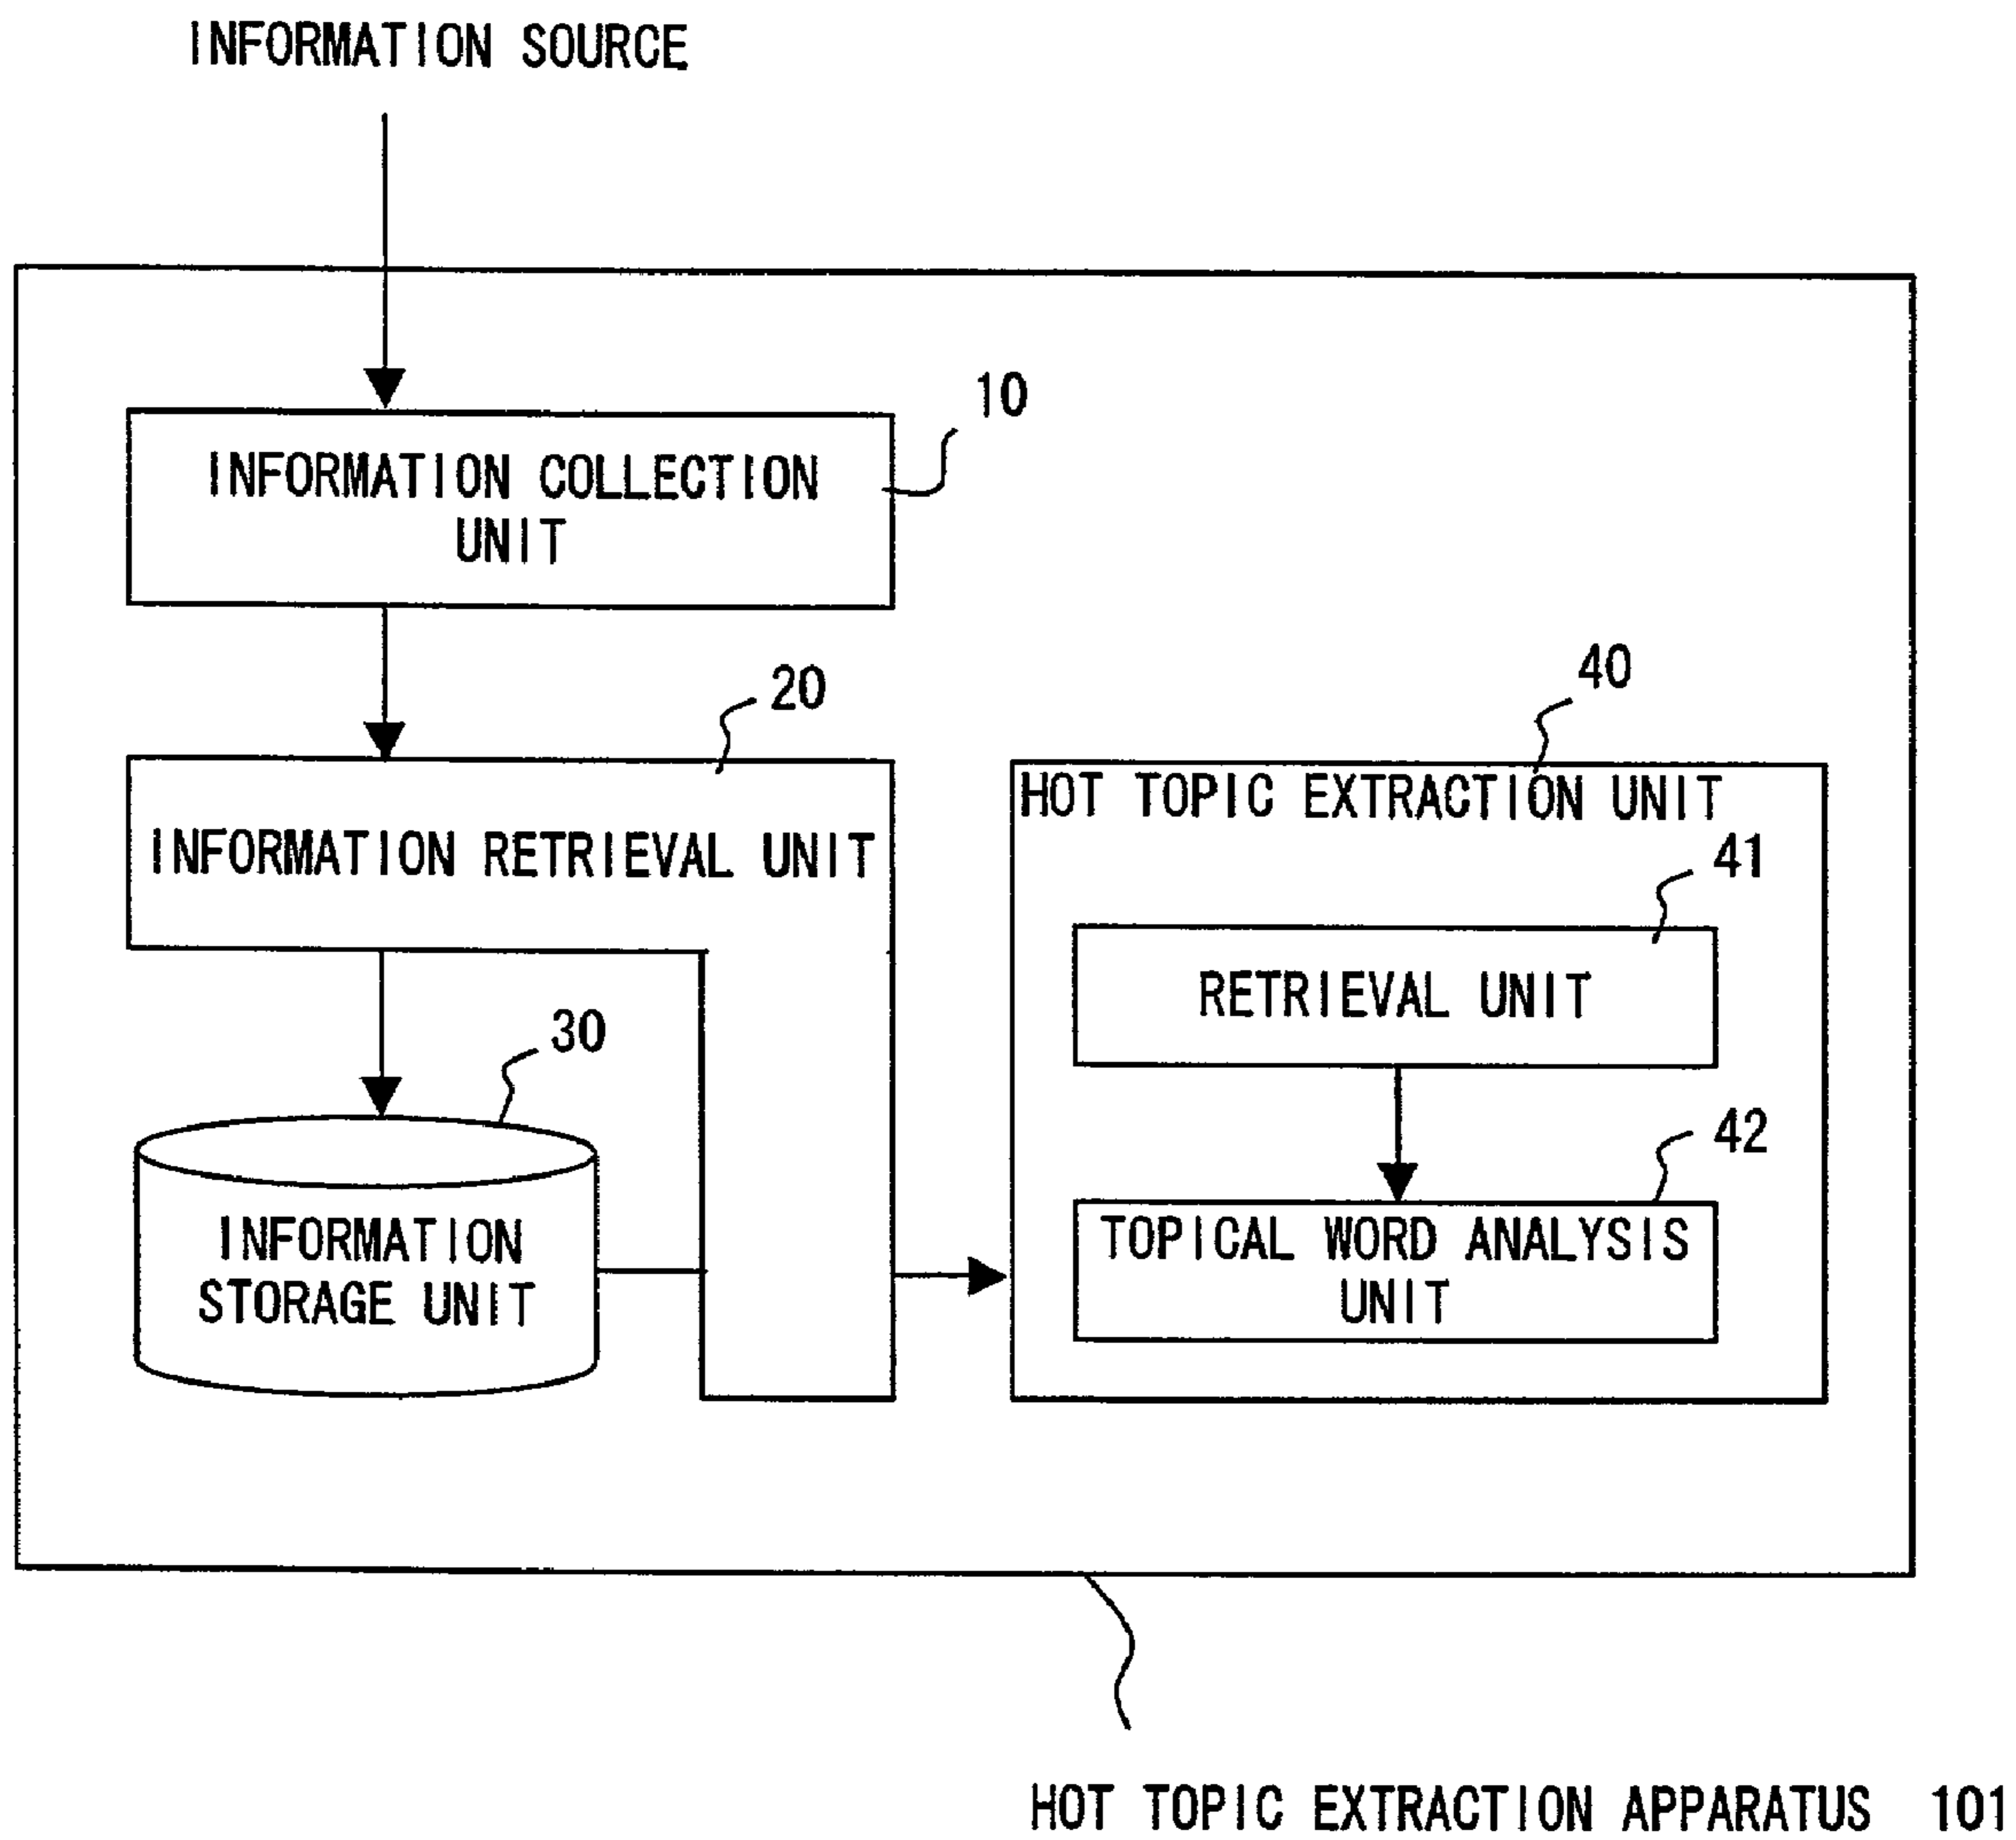 INFORMATION SOURCE
10
INFORMATION COLLECTION
UNIT
20
INFORMATION RETRIEVAL UNIT
30
INFORMATION
STORAGE UNIT
40
HOT TOPIC EXTRACTION UNIT
41
RETRIEVAL UNIT
42
TOPICAL WORD ANALYSIS
UNIT
HOT TOPIC EXTRACTION APPARATUS 101